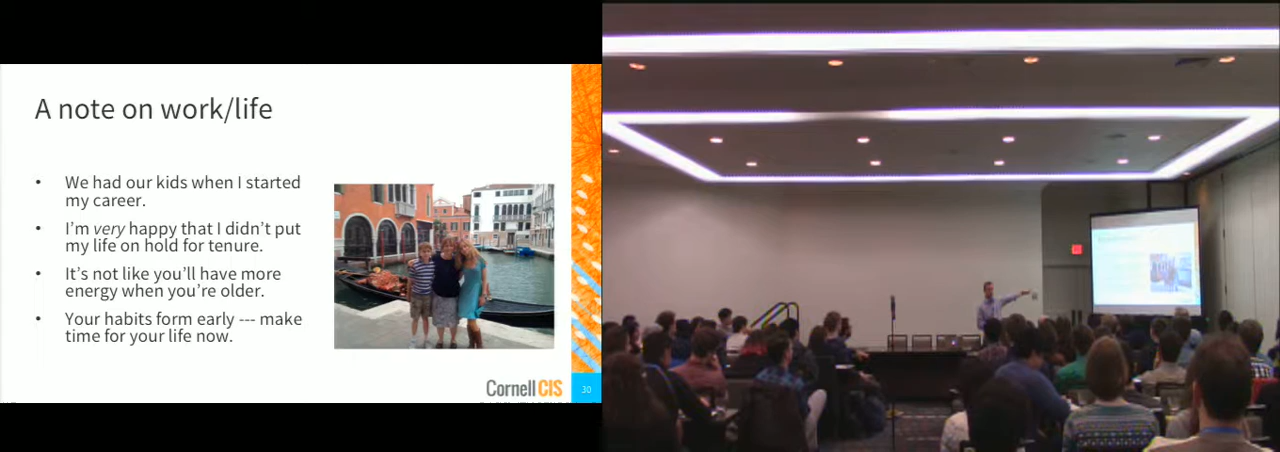 A note on work/life
• We had our kids when I started
my career.
• I'm very happy that I didn't put
my life on hold for tenure.
• It's not like you'll have more
energy when you're older.
• Your habits form early --- make
time for your life now.
Cornell CIS
30